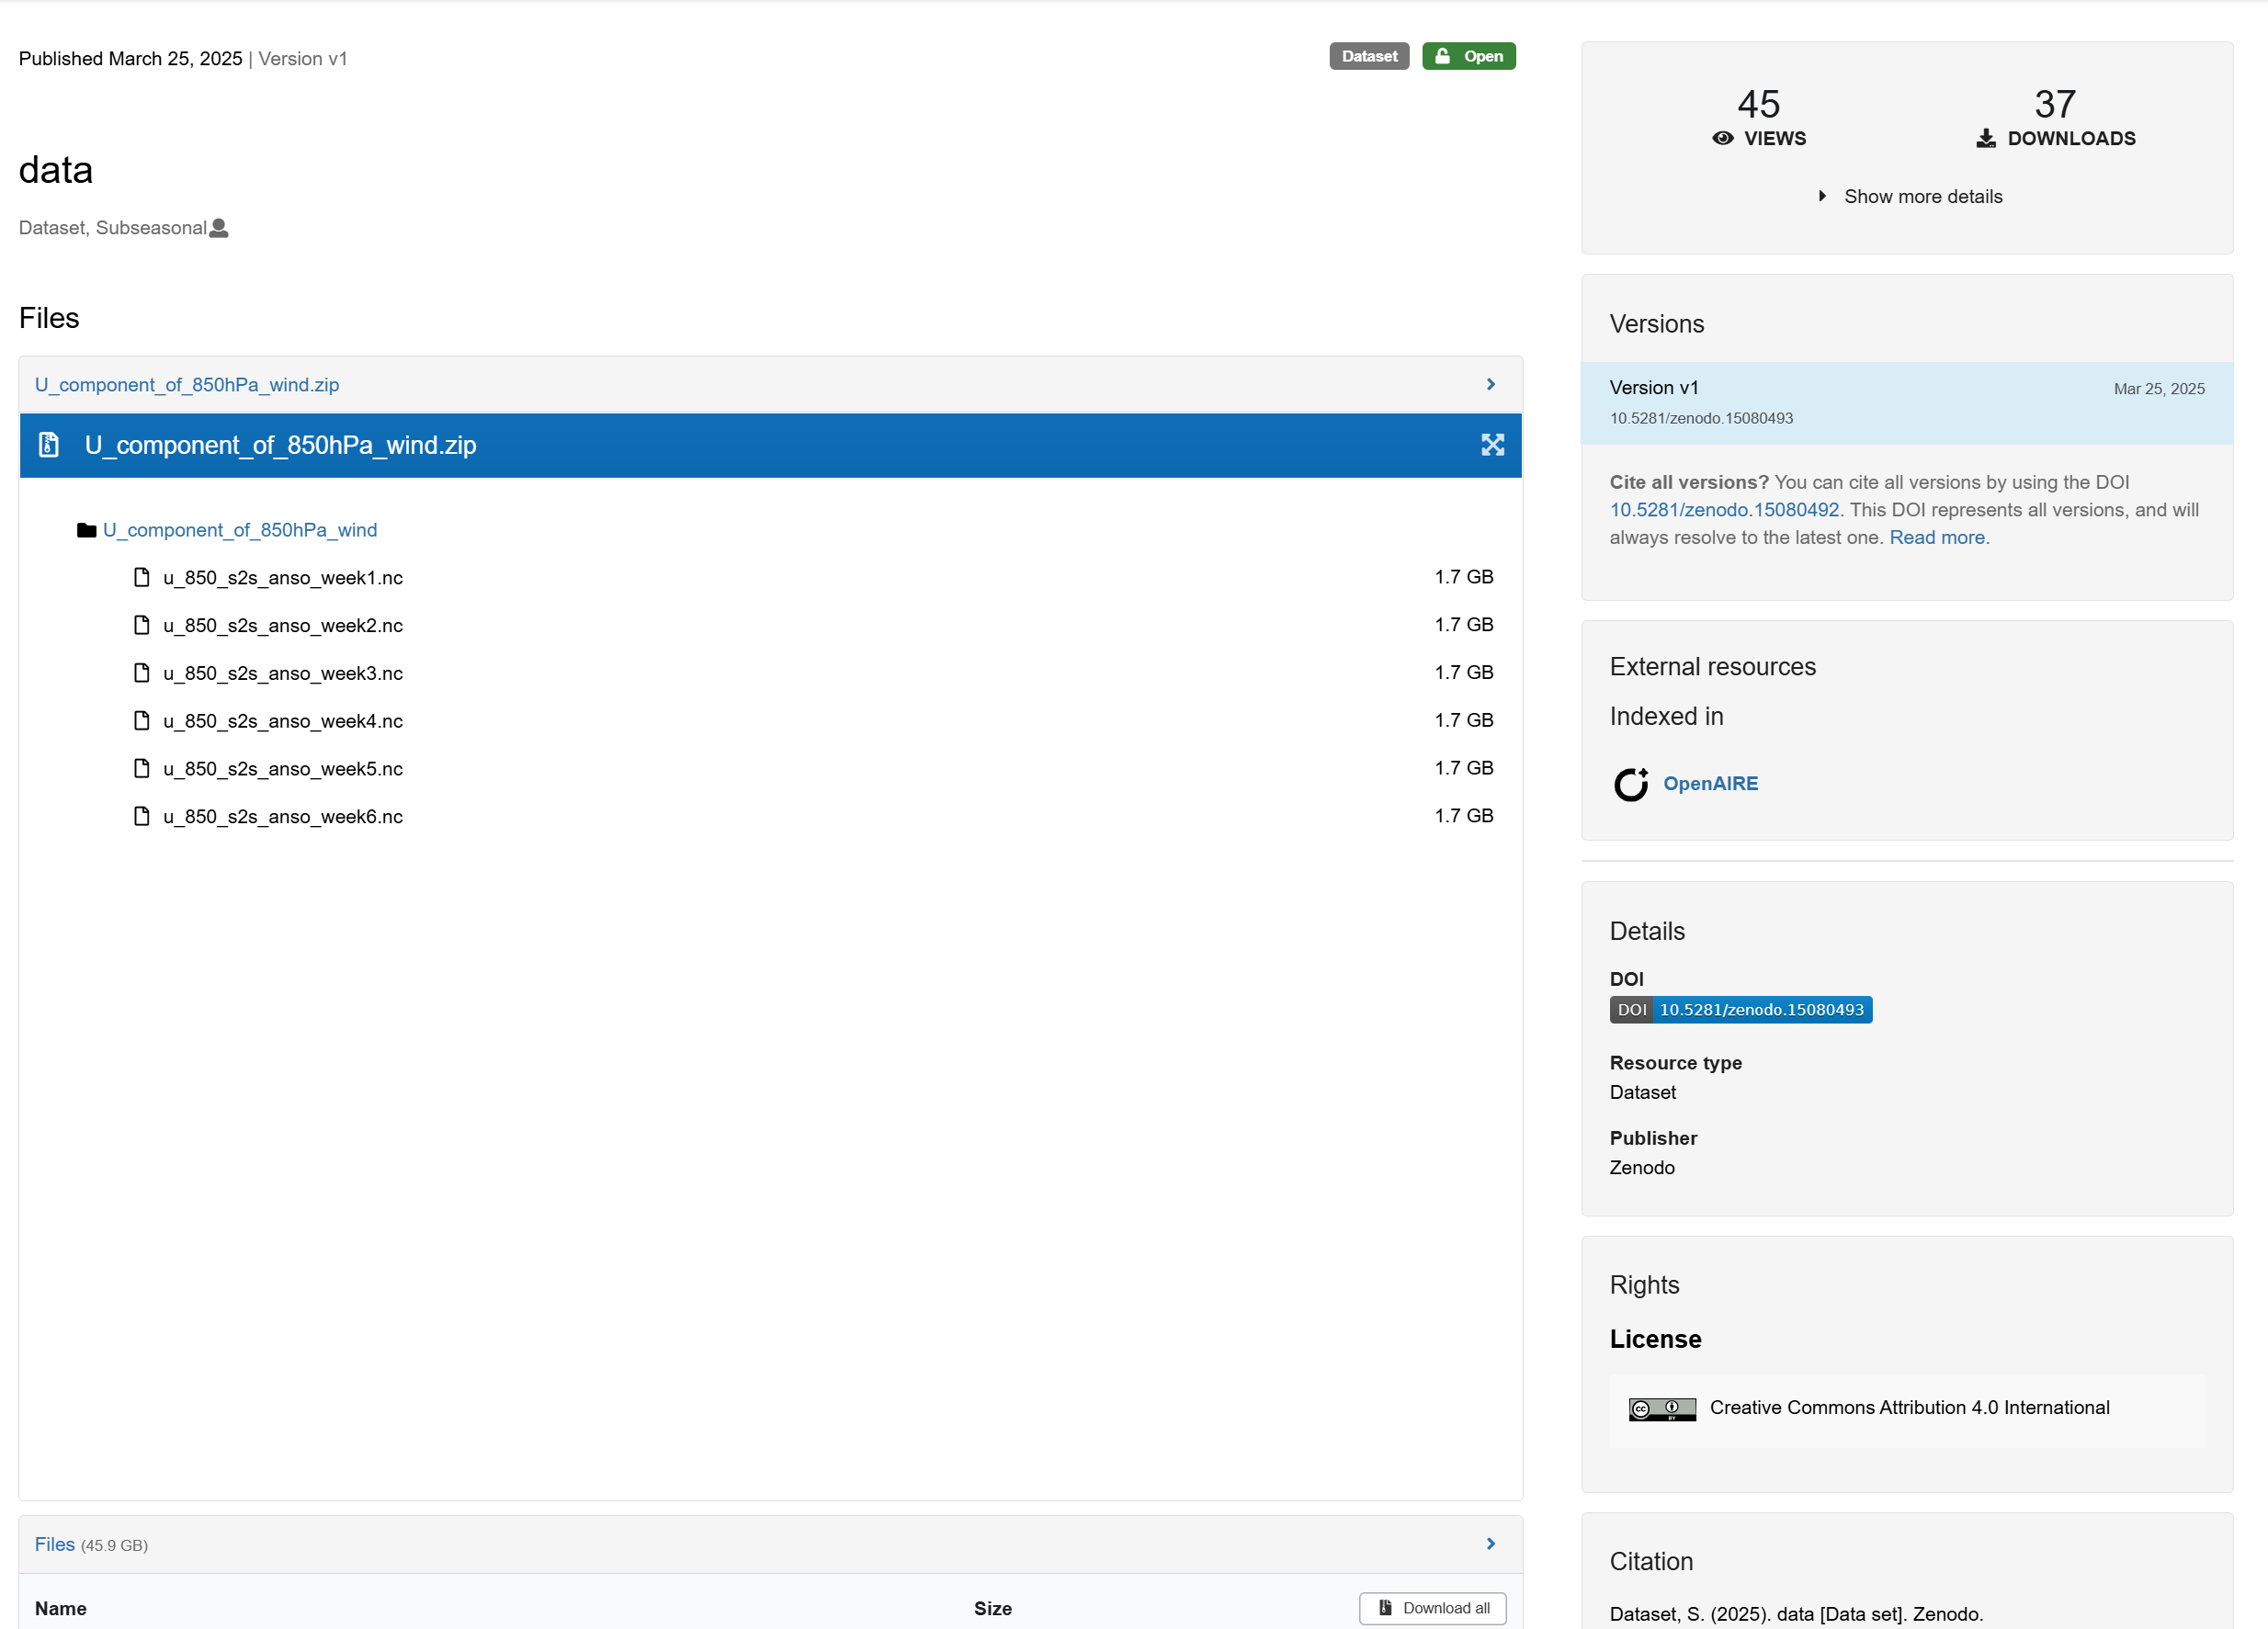 Published March 25, 2025 | Version v1
Dataset
Open
data
Dataset, Subseasonal
Files
U_component_of_850hPa_wind.zip
U_component_of_850hPa_wind.zip
U_component_of_850hPa_wind
u_850_s2s_anso_week1.nc 1.7 GB
u_850_s2s_anso_week2.nc 1.7 GB
u_850_s2s_anso_week3.nc 1.7 GB
u_850_s2s_anso_week4.nc 1.7 GB
u_850_s2s_anso_week5.nc 1.7 GB
u_850_s2s_anso_week6.nc 1.7 GB
Files (45.9 GB)
Name Size Download all
45 37
VIEWS DOWNLOADS
Show more details
Versions
Version v1 Mar 25, 2025
10.5281/zenodo.15080493
Cite all versions? You can cite all versions by using the DOI
10.5281/zenodo.15080492. This DOI represents all versions, and will
always resolve to the latest one. Read more.
External resources
Indexed in
OpenAIRE
Details
DOI
DOI 10.5281/zenodo.15080493
Resource type
Dataset
Publisher
Zenodo
Rights
License
cc BY Creative Commons Attribution 4.0 International
Citation
Dataset, S. (2025). data [Data set]. Zenodo.